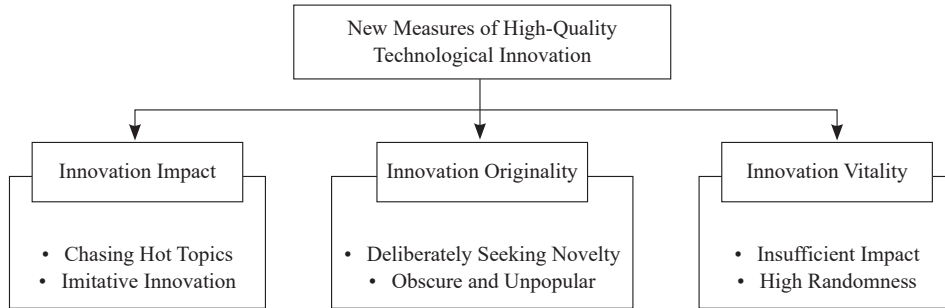 New Measures of High-Quality
Technological Innovation
Innovation Impact
• Chasing Hot Topics
• Imitative Innovation
Innovation Originality
• Deliberately Seeking Novelty
• Obscure and Unpopular
Innovation Vitality
• Insufficient Impact
• High Randomness